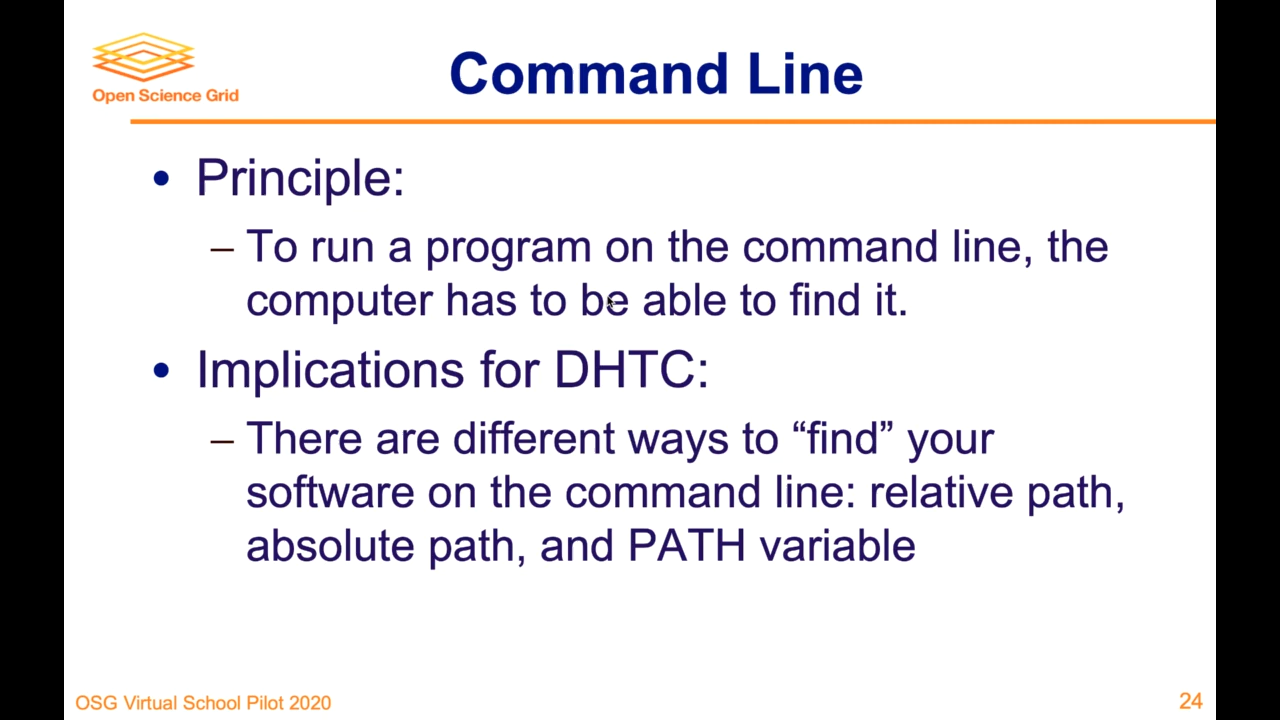 Open Science Grid
Command Line
• Principle:
– To run a program on the command line, the
computer has to be able to find it.
• Implications for DHTC:
– There are different ways to “find” your
software on the command line: relative path,
absolute path, and PATH variable
OSG Virtual School Pilot 2020
24